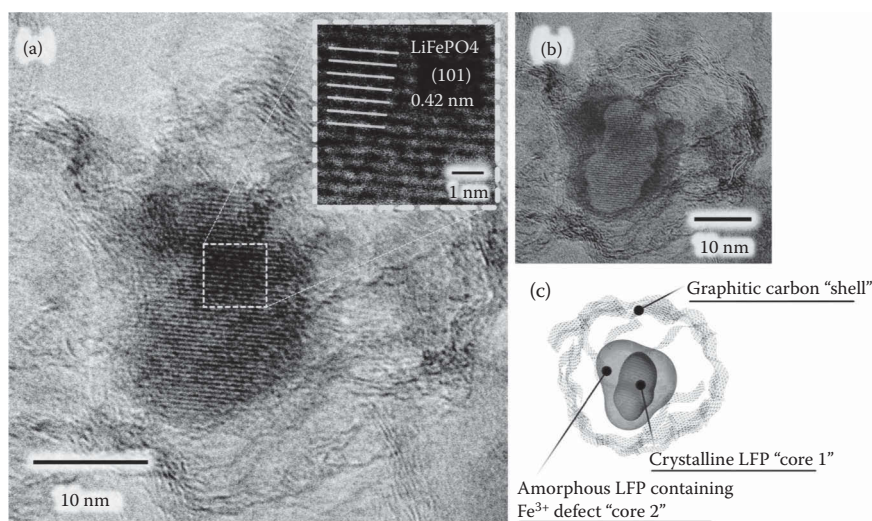 (a)
LiFePO4
(101)
0.42 nm
1 nm
10 nm
(b)
10 nm
(c)
Graphitic carbon “shell”
Crystalline LFP “core 1”
Amorphous LFP containing
Fe³⁺ defect “core 2”